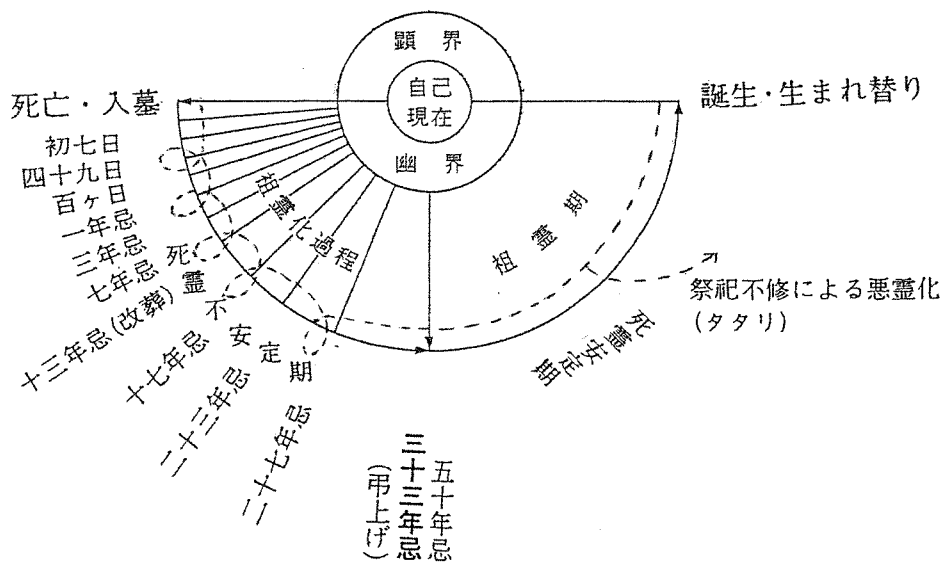 顕界
自己
現在
幽界
死亡・入墓
誕生・生まれ替り
初七日
四十九日
百ヶ日
一年忌
三年忌
七年忌
十三年忌(改葬)
十七年忌
二十三年忌
二十七年忌
三十三年忌
(弔上げ)
五十年忌
祖霊化過程
死霊不安定期
祖霊期
死霊安定期
祭祀不修による悪霊化
(タタリ)